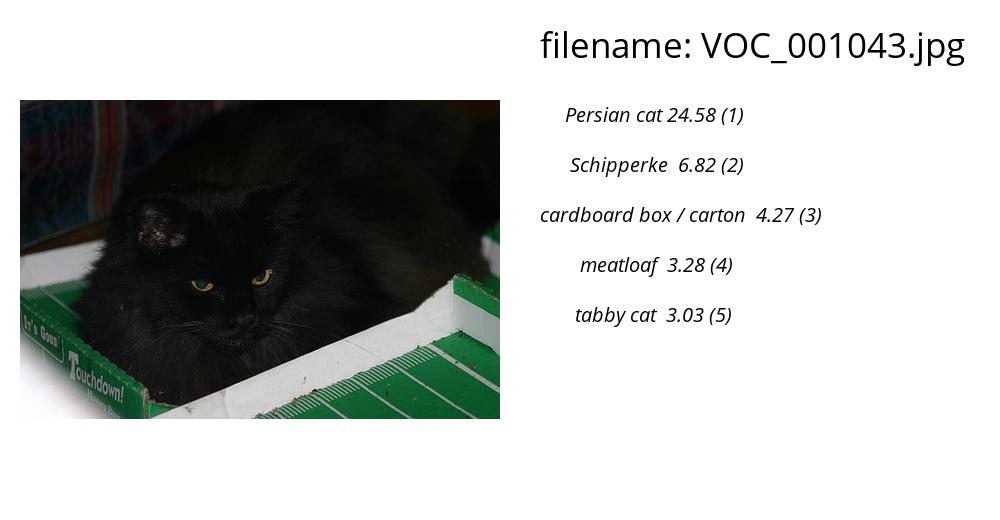 filename: VOC_001043.jpg
Persian cat 24.58 (1)
Schipperke 6.82 (2)
cardboard box / carton 4.27 (3)
meatloaf 3.28 (4)
tabby cat 3.03 (5)
It's Good
Touchdown!